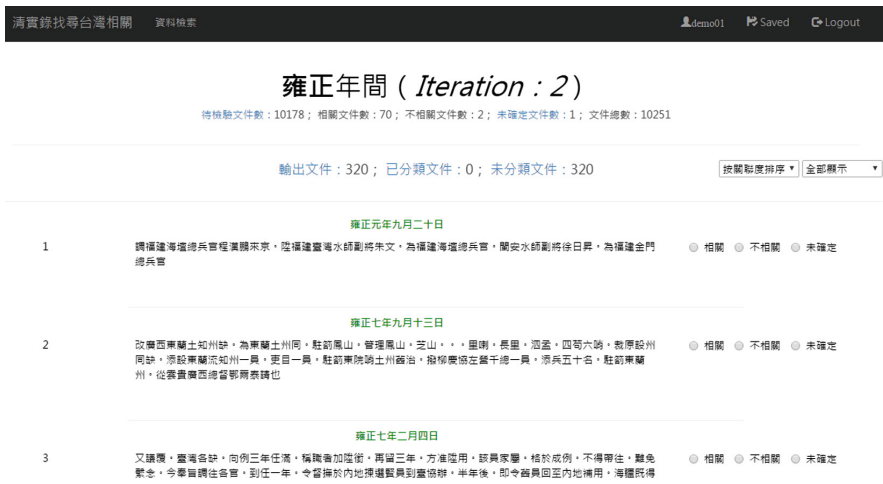 清實錄找尋台灣相關 資料檢索 demo01 Saved Logout
雍正年間 ( Iteration : 2 )
待檢驗文件數：10178； 相關文件數：70； 不相關文件數：2； 未確定文件數：1； 文件總數：10251
輸出文件：320； 已分類文件：0； 未分類文件：320 按關聯度排序 全部顯示
雍正元年九月二十日
1 調福建海壇總兵官程漢鵬來京，陞福建臺灣水師副將朱文，為福建海壇總兵官，閩安水師副將徐日昇，為福建金門 相關 不相關 未確定
總兵官
雍正七年九月十三日
2 改廣西東蘭土知州缺，為東蘭土州同，駐劄鳳山，管理鳳山，芝山，，，里喇，長里，泗孟，四苟六哨，裁原設州 相關 不相關 未確定
同缺，添設東蘭流知州一員，吏目一員，駐劄東院哨土州舊治，撥柳慶協左營千總一員，添兵五十名，駐劄東蘭
州，從雲貴廣西總督鄂爾泰請也
雍正七年二月四日
3 又議覆，臺灣各缺，向例三年任滿，稱職者加陞銜，再留三年，方准陞用，該員家屬，格於成例，不得帶往，難免 相關 不相關 未確定
繫念，今奉旨調往各官，到任一年，令督撫於內地揀選賢員到臺協辦，半年後，即令舊員回至內地補用，海疆既得